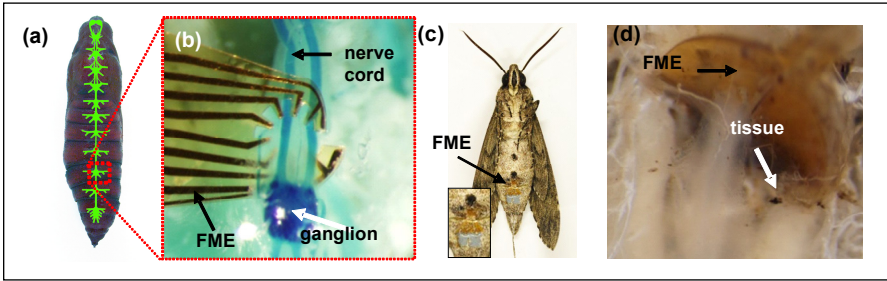 (a)
(b)
nerve
cord
FME
ganglion
(c)
FME
(d)
FME
tissue